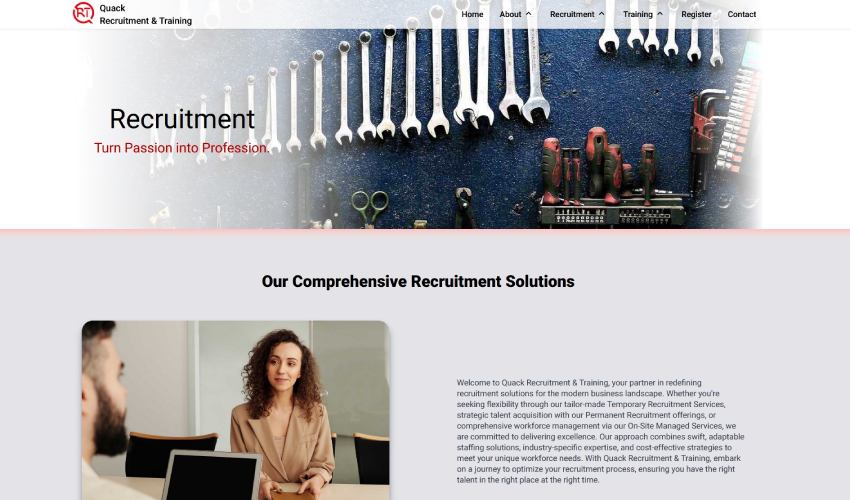 RT
Quack
Recruitment & Training
Home About Recruitment Training Register Contact
Recruitment
Turn Passion into Profession.
Our Comprehensive Recruitment Solutions
Welcome to Quack Recruitment & Training, your partner in redefining
recruitment solutions for the modern business landscape. Whether you're
seeking flexibility through our tailor-made Temporary Recruitment Services,
strategic talent acquisition with our Permanent Recruitment offerings, or
comprehensive workforce management via our On-Site Managed Services, we
are committed to delivering excellence. Our approach combines swift, adaptable
staffing solutions, industry-specific expertise, and cost-effective strategies to
meet your unique workforce needs. With Quack Recruitment & Training, embark
on a journey to optimize your recruitment process, ensuring you have the right
talent in the right place at the right time.